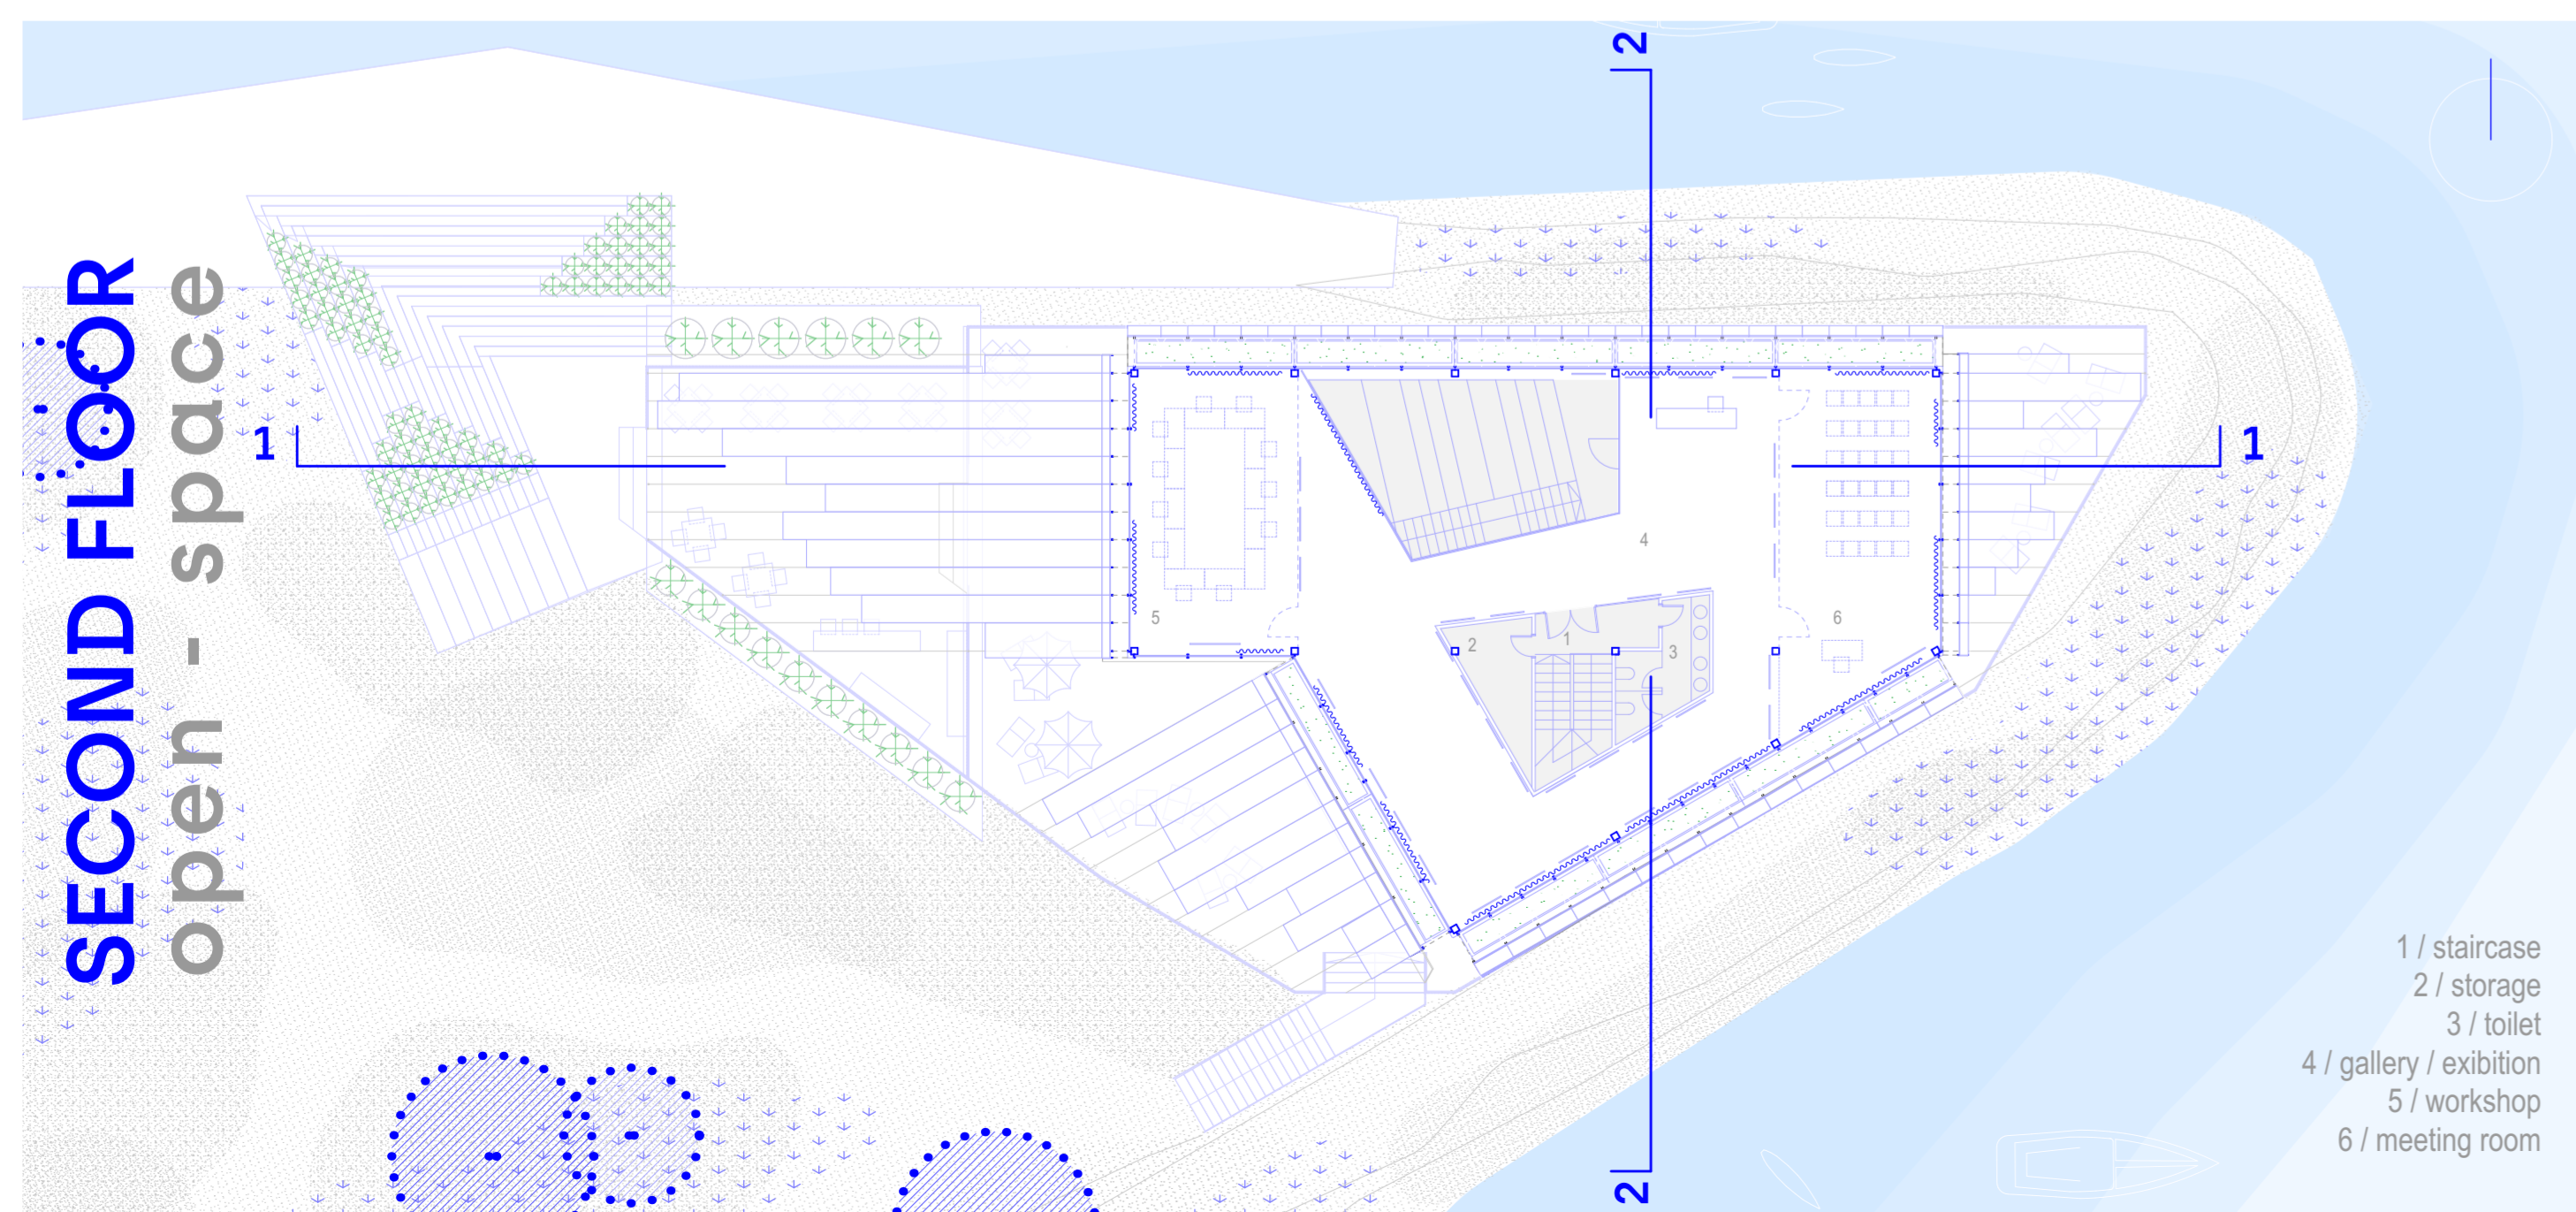 SECOND FLOOR
open - space
2
1
1
4
5
6
1
2
3
2
1 / staircase
2 / storage
3 / toilet
4 / gallery / exibition
5 / workshop
6 / meeting room